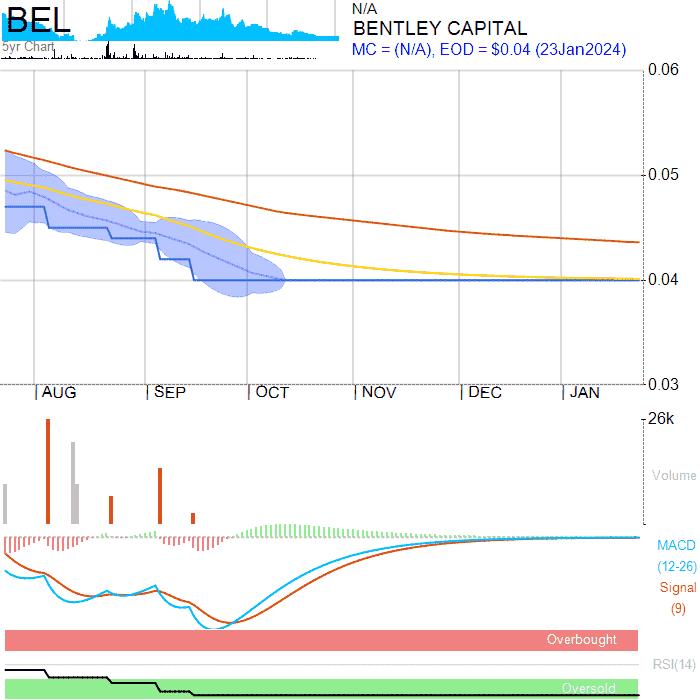 BEL
5yr Chart
N/A
BENTLEY CAPITAL
MC = (N/A), EOD = $0.04 (23Jan2024)
0.06
0.05
0.04
0.03
AUG SEP OCT NOV DEC JAN
26k
Volume
MACD
(12-26)
Signal
(9)
Overbought
RSI(14)
Oversold